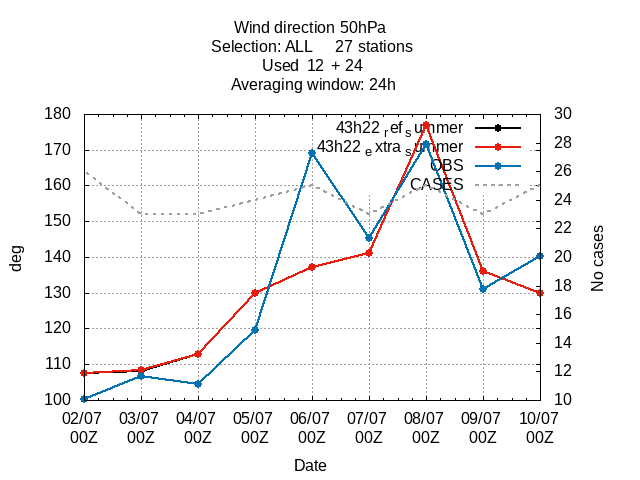 Wind direction 50hPa
Selection: ALL 27 stations
Used 12 + 24
Averaging window: 24h
43h22 ref summer
43h22 extra summer
OBS
CASES
deg
180
170
160
150
140
130
120
110
100
30
28
26
24
22
20
18
16
14
12
10
No cases
02/07 03/07 04/07 05/07 06/07 07/07 08/07 09/07 10/07
00Z 00Z 00Z 00Z 00Z 00Z 00Z 00Z 00Z
Date